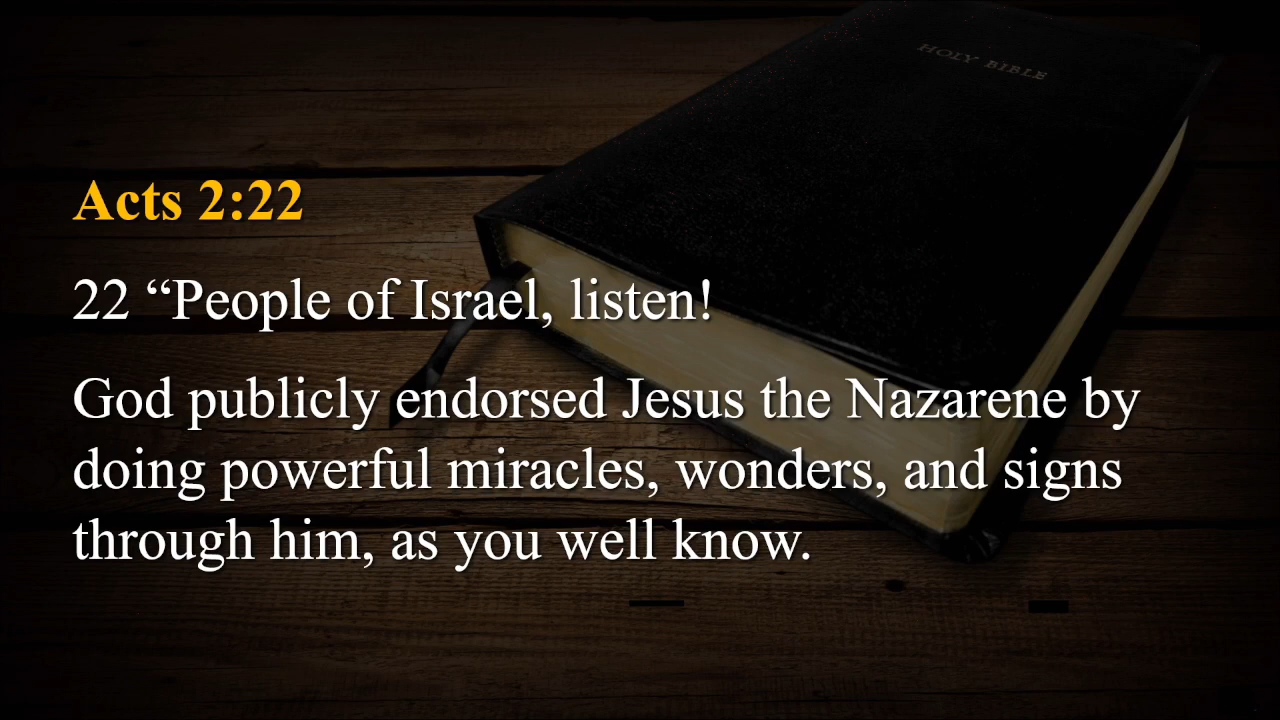 HOLY BIBLE
Acts 2:22
22 “People of Israel, listen!
God publicly endorsed Jesus the Nazarene by
doing powerful miracles, wonders, and signs
through him, as you well know.